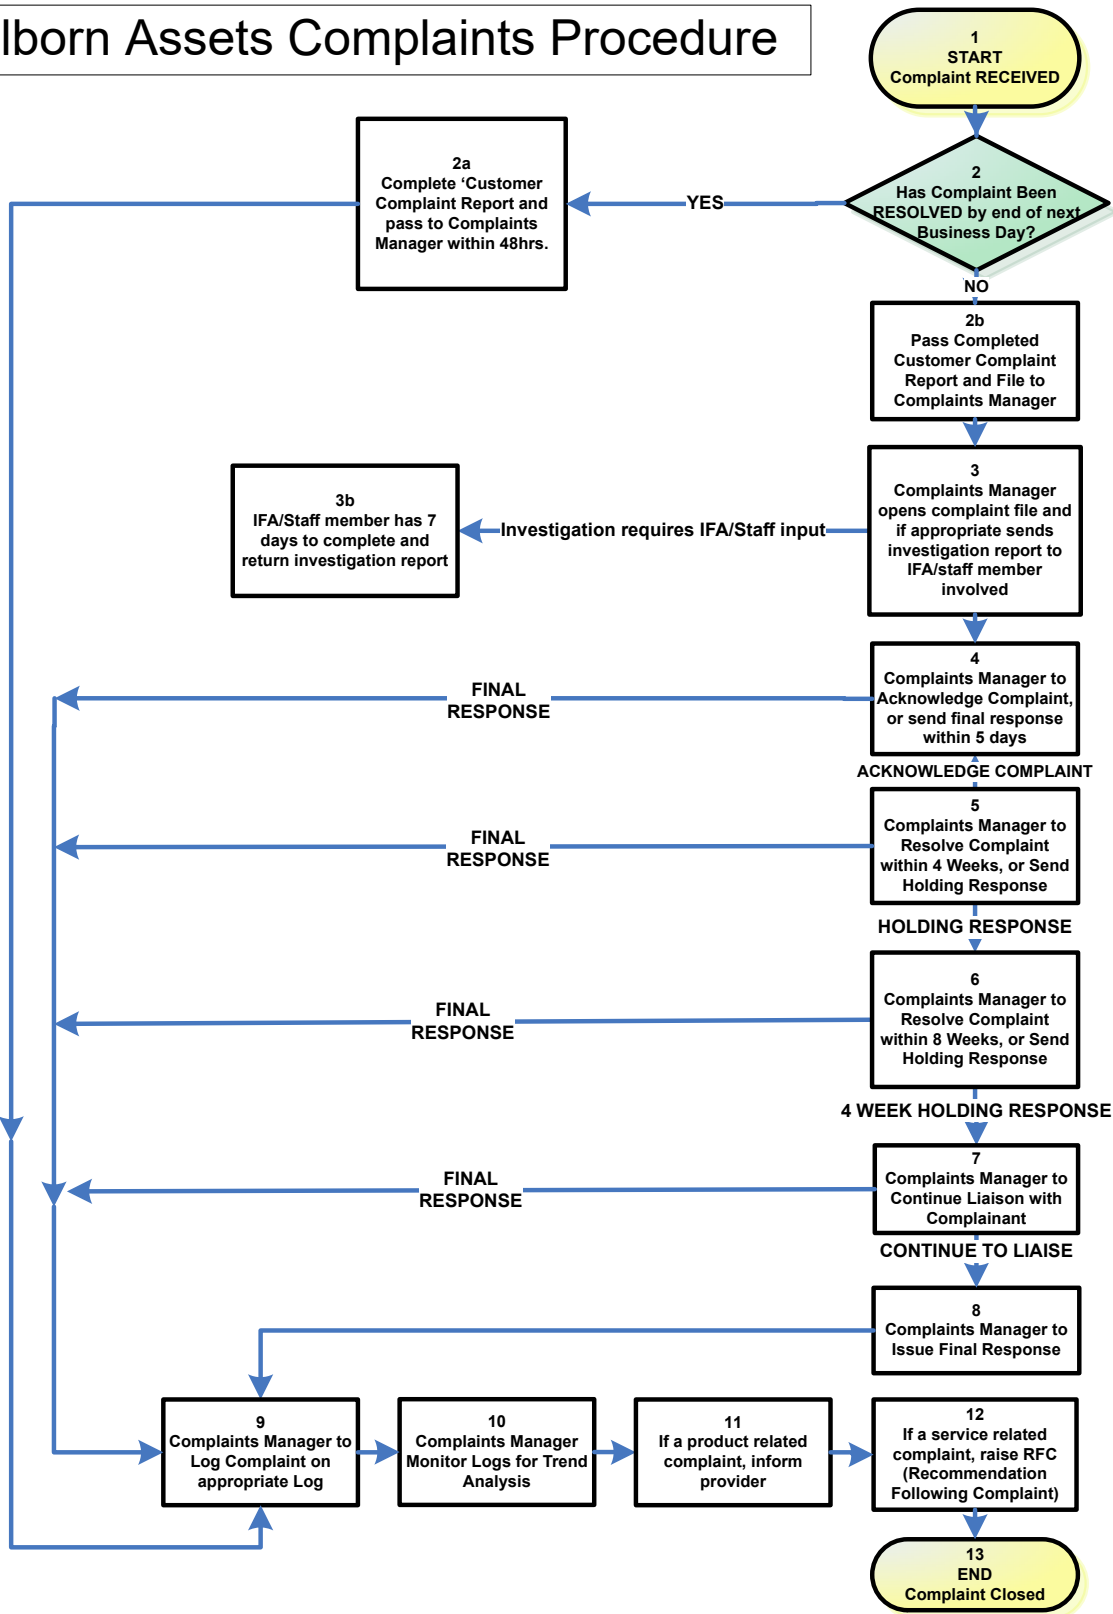 lborn Assets Complaints Procedure
1
START
Complaint RECEIVED
2
Has Complaint Been
RESOLVED by end of next
Business Day?
YES
2a
Complete ‘Customer
Complaint Report and
pass to Complaints
Manager within 48hrs.
NO
2b
Pass Completed
Customer Complaint
Report and File to
Complaints Manager
3
Complaints Manager
opens complaint file and
if appropriate sends
investigation report to
IFA/staff member
involved
Investigation requires IFA/Staff input
3b
IFA/Staff member has 7
days to complete and
return investigation report
4
Complaints Manager to
Acknowledge Complaint,
or send final response
within 5 days
FINAL
RESPONSE
ACKNOWLEDGE COMPLAINT
5
Complaints Manager to
Resolve Complaint
within 4 Weeks, or Send
Holding Response
FINAL
RESPONSE
HOLDING RESPONSE
6
Complaints Manager to
Resolve Complaint
within 8 Weeks, or Send
Holding Response
FINAL
RESPONSE
4 WEEK HOLDING RESPONSE
7
Complaints Manager to
Continue Liaison with
Complainant
FINAL
RESPONSE
CONTINUE TO LIAISE
8
Complaints Manager to
Issue Final Response
9
Complaints Manager to
Log Complaint on
appropriate Log
10
Complaints Manager
Monitor Logs for Trend
Analysis
11
If a product related
complaint, inform
provider
12
If a service related
complaint, raise RFC
(Recommendation
Following Complaint)
13
END
Complaint Closed